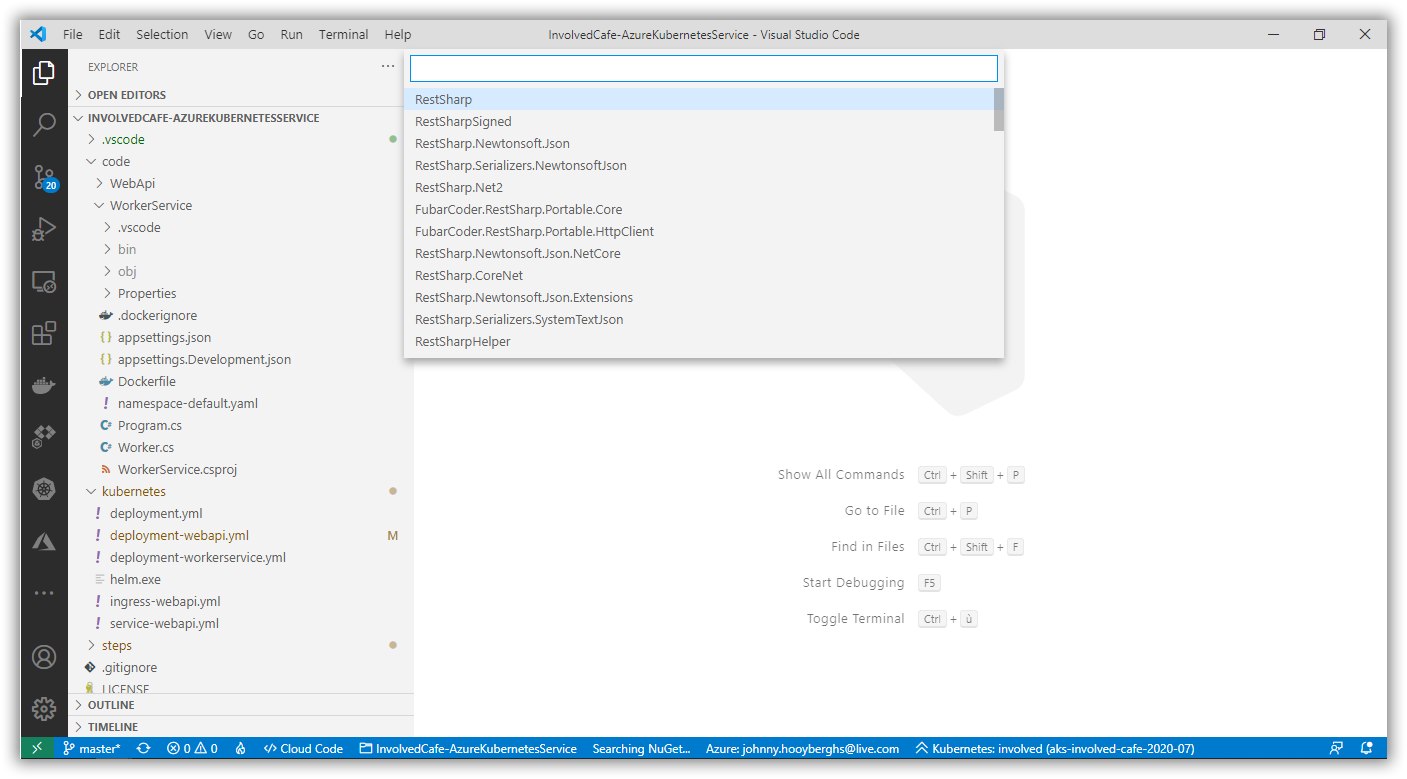 File Edit Selection View Go Run Terminal Help
InvolvedCafe-AzureKubernetesService - Visual Studio Code
EXPLORER
OPEN EDITORS
INVOLVEDCAFE-AZUREKUBERNETESSERVICE
.vscode
code
WebApi
WorkerService
.vscode
bin
obj
Properties
.dockerignore
{} appsettings.json
{} appsettings.Development.json
Dockerfile
! namespace-default.yaml
C# Program.cs
C# Worker.cs
WorkerService.csproj
kubernetes
! deployment.yml
! deployment-webapi.yml M
! deployment-workerservice.yml
helm.exe
! ingress-webapi.yml
! service-webapi.yml
steps
.gitignore
LICENSE
OUTLINE
TIMELINE
20
RestSharp
RestSharpSigned
RestSharp.Newtonsoft.Json
RestSharp.Serializers.NewtonsoftJson
RestSharp.Net2
FubarCoder.RestSharp.Portable.Core
FubarCoder.RestSharp.Portable.HttpClient
RestSharp.Newtonsoft.Json.NetCore
RestSharp.CoreNet
RestSharp.Newtonsoft.Json.Extensions
RestSharp.Serializers.SystemTextJson
RestSharpHelper
Show All Commands Ctrl + Shift + P
Go to File Ctrl + P
Find in Files Ctrl + Shift + F
Start Debugging F5
Toggle Terminal Ctrl + ù
master* 0 0 Cloud Code InvolvedCafe-AzureKubernetesService Searching NuGet... Azure: johnny.hooyberghs@live.com Kubernetes: involved (aks-involved-cafe-2020-07)